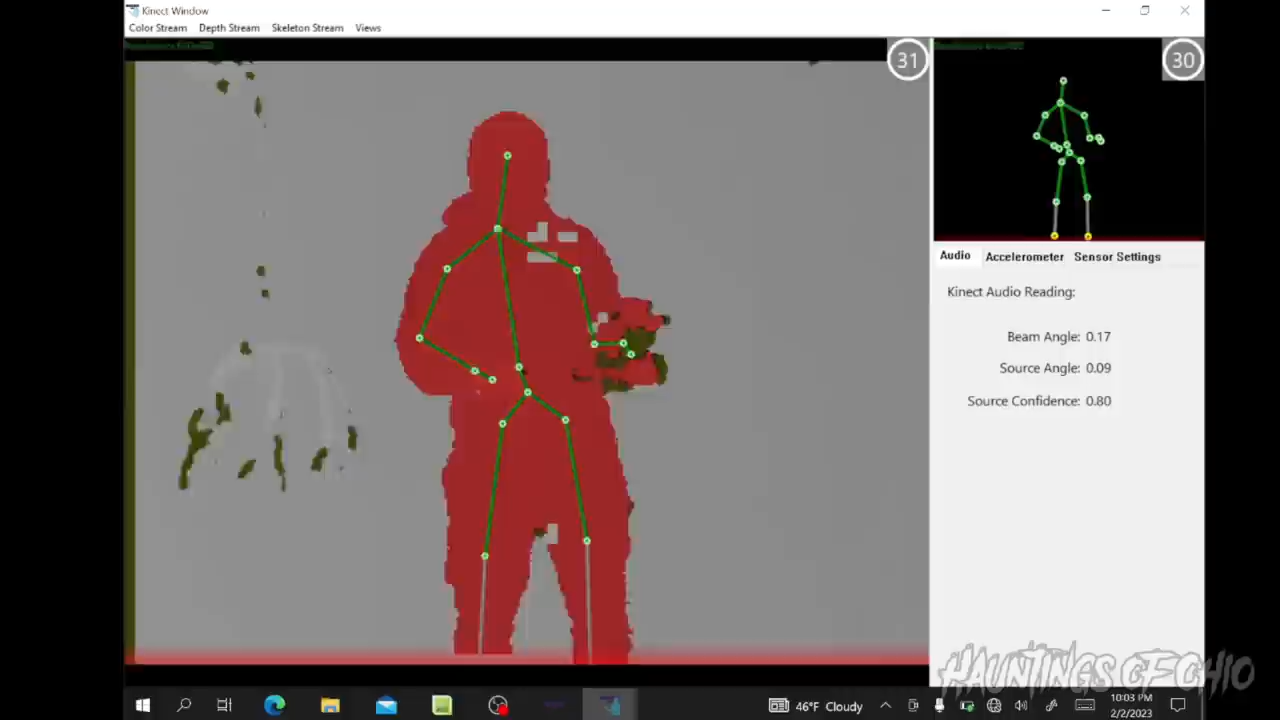 Kinect Window
Color Stream Depth Stream Skeleton Stream Views
31
30
Audio Accelerometer Sensor Settings
Kinect Audio Reading:
Beam Angle: 0.17
Source Angle: 0.09
Source Confidence: 0.80
HAUNTINGS OF OHIO
46°F Cloudy
10:03 PM
2/2/2023